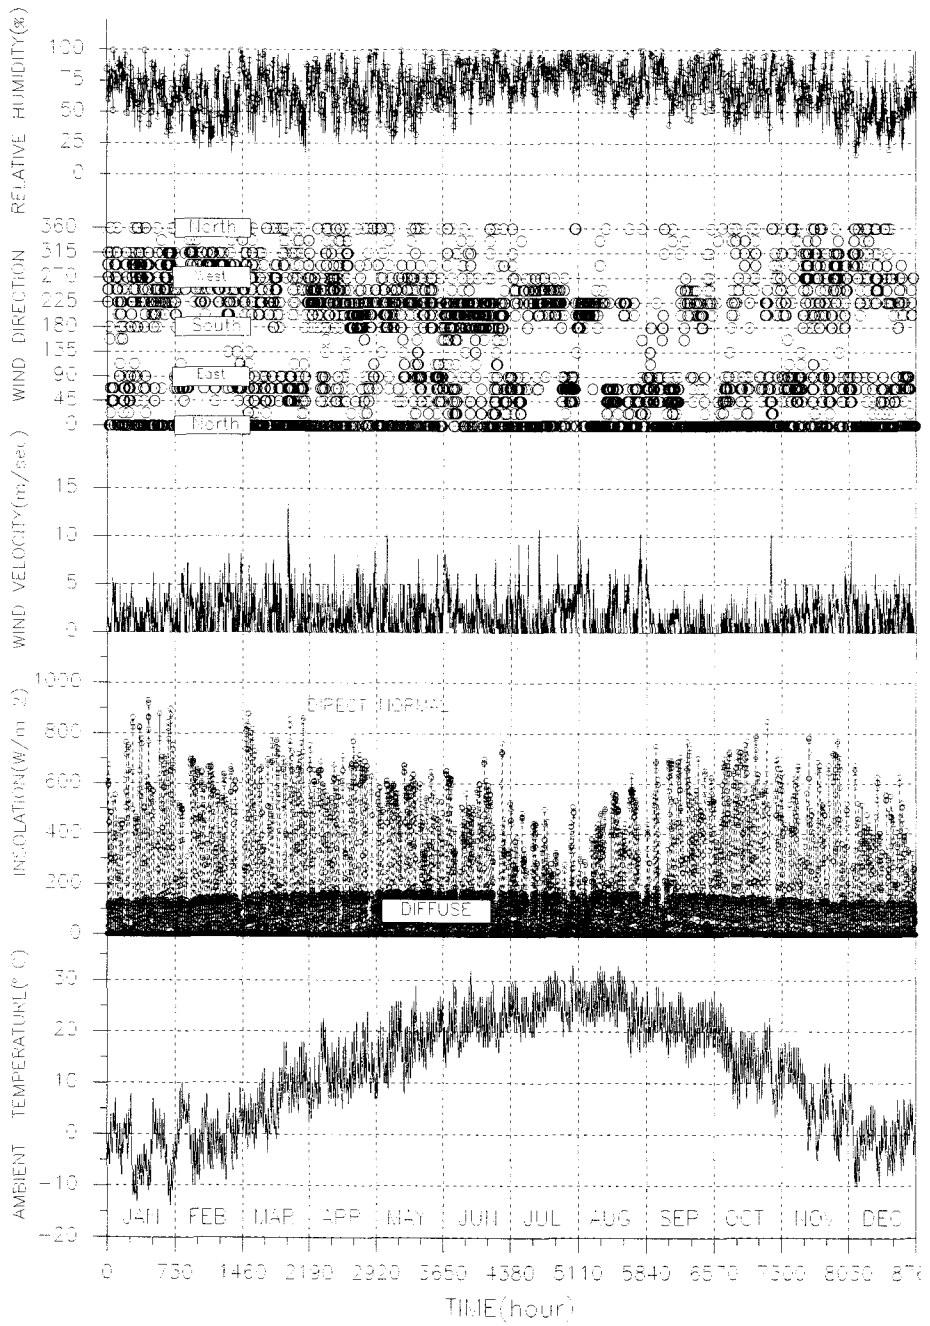 RELATIVE HUMIDITY(%)
100
75
50
25
0
WIND DIRECTION
360
315
270
225
180
135
90
45
0
North
West
South
East
North
WIND VELOCITY(m/sec)
15
10
5
0
INSOLATION(W/m 2)
1000
800
600
400
200
0
DIRECT NORMAL
DIFFUSE
AMBIENT TEMPERATURE(° C)
30
20
10
0
-10
-20
JAN FEB MAR APR MAY JUN JUL AUG SEP OCT NOV DEC
0 730 1460 2190 2920 3650 4380 5110 5840 6570 7300 8030 876
TIME(hour)